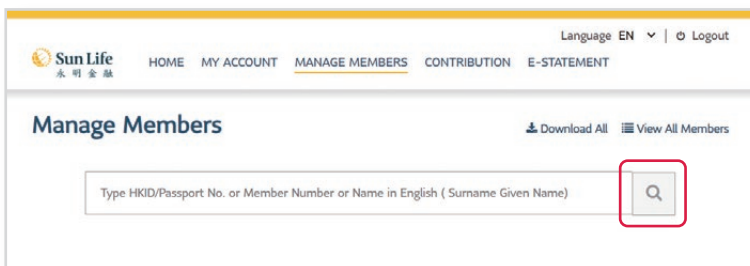 Language EN | Logout
Sun Life
永明金融
HOME MY ACCOUNT MANAGE MEMBERS CONTRIBUTION E-STATEMENT
Manage Members
Download All View All Members
Type HKID/Passport No. or Member Number or Name in English ( Surname Given Name)